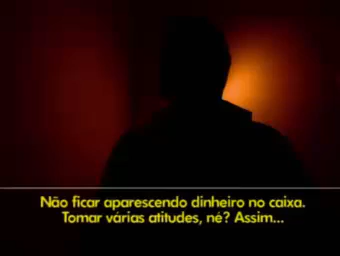 Não ficar aparescendo dinheiro no caixa.
Tomar várias atitudes, né? Assim...